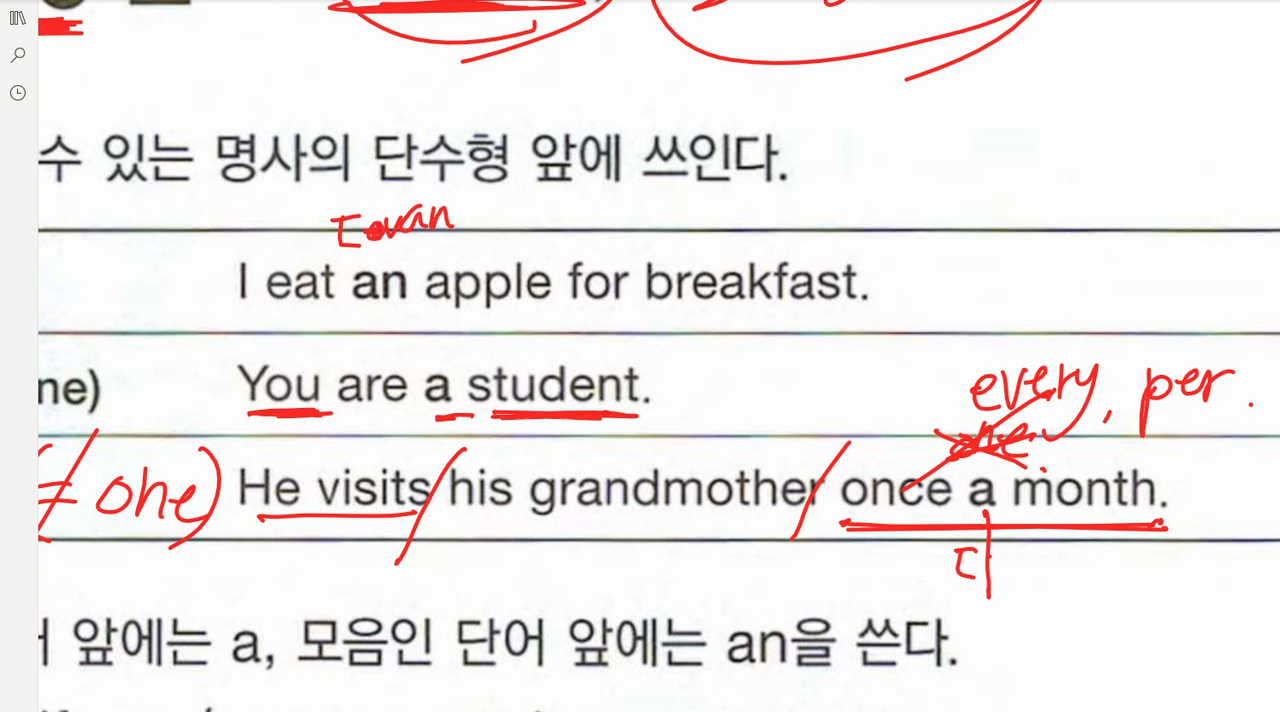 수 있는 명사의 단수형 앞에 쓰인다.
I eat an apple for breakfast.
ne) You are a student.
every, per.
≠ one) He visits his grandmother once a month.
앞에는 a, 모음인 단어 앞에는 an을 쓴다.